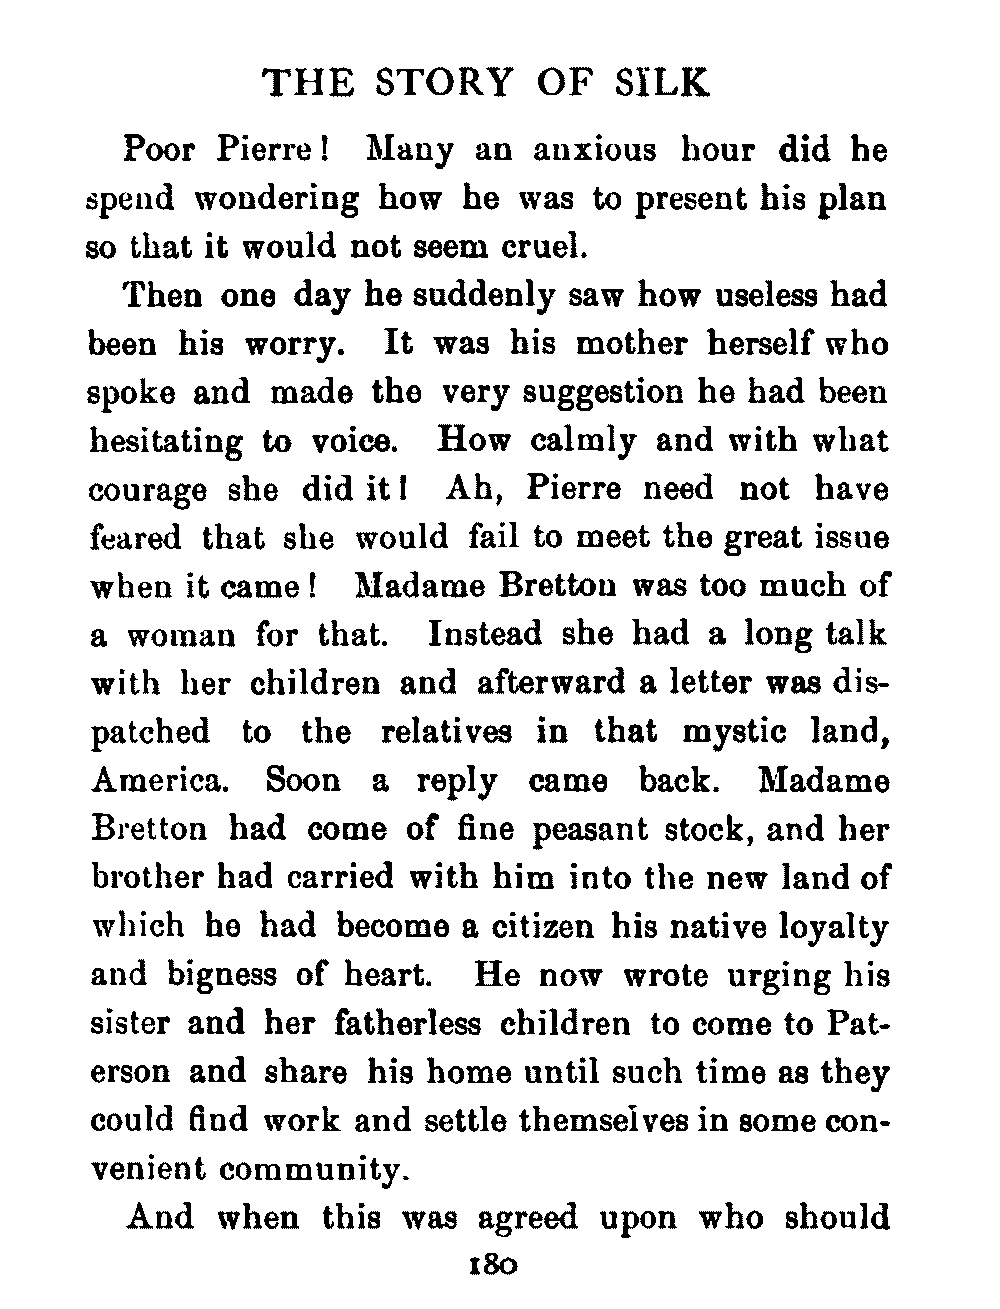 THE STORY OF SILK
Poor Pierre! Many an anxious hour did he
spend wondering how he was to present his plan
so that it would not seem cruel.
Then one day he suddenly saw how useless had
been his worry. It was his mother herself who
spoke and made the very suggestion he had been
hesitating to voice. How calmly and with what
courage she did it! Ah, Pierre need not have
feared that she would fail to meet the great issue
when it came! Madame Bretton was too much of
a woman for that. Instead she had a long talk
with her children and afterward a letter was dis-
patched to the relatives in that mystic land,
America. Soon a reply came back. Madame
Bretton had come of fine peasant stock, and her
brother had carried with him into the new land of
which he had become a citizen his native loyalty
and bigness of heart. He now wrote urging his
sister and her fatherless children to come to Pat-
erson and share his home until such time as they
could find work and settle themselves in some con-
venient community.
And when this was agreed upon who should
180